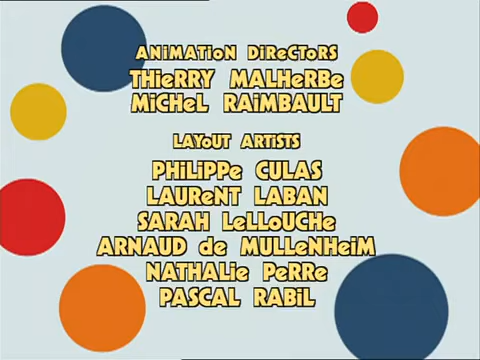 ANiMATioN DiReCToRS
THieRRY MALHeRBe
MiCHeL RAiMBAULT
LAYouT ARTiSTS
PHiLiPPe CULAS
LAUReNT LABAN
SARAH LeLLoUCHe
ARNAUD de MULLeNHeiM
NATHALie PeRRe
PASCAL RABiL